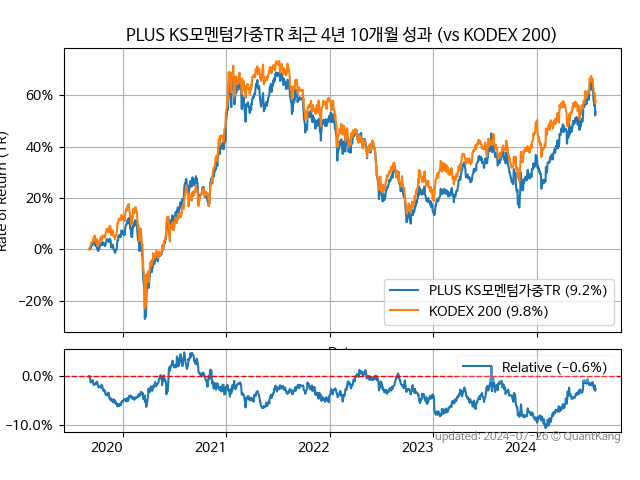 PLUS KS모멘텀가중TR 최근 4년 10개월 성과 (vs KODEX 200)
Rate of Return (TR)
60%
40%
20%
0%
−20%
PLUS KS모멘텀가중TR (9.2%)
KODEX 200 (9.8%)
0.0%
−10.0%
Relative (−0.6%)
2020
2021
2022
2023
2024
updated: 2024-07-26 © QuantKang